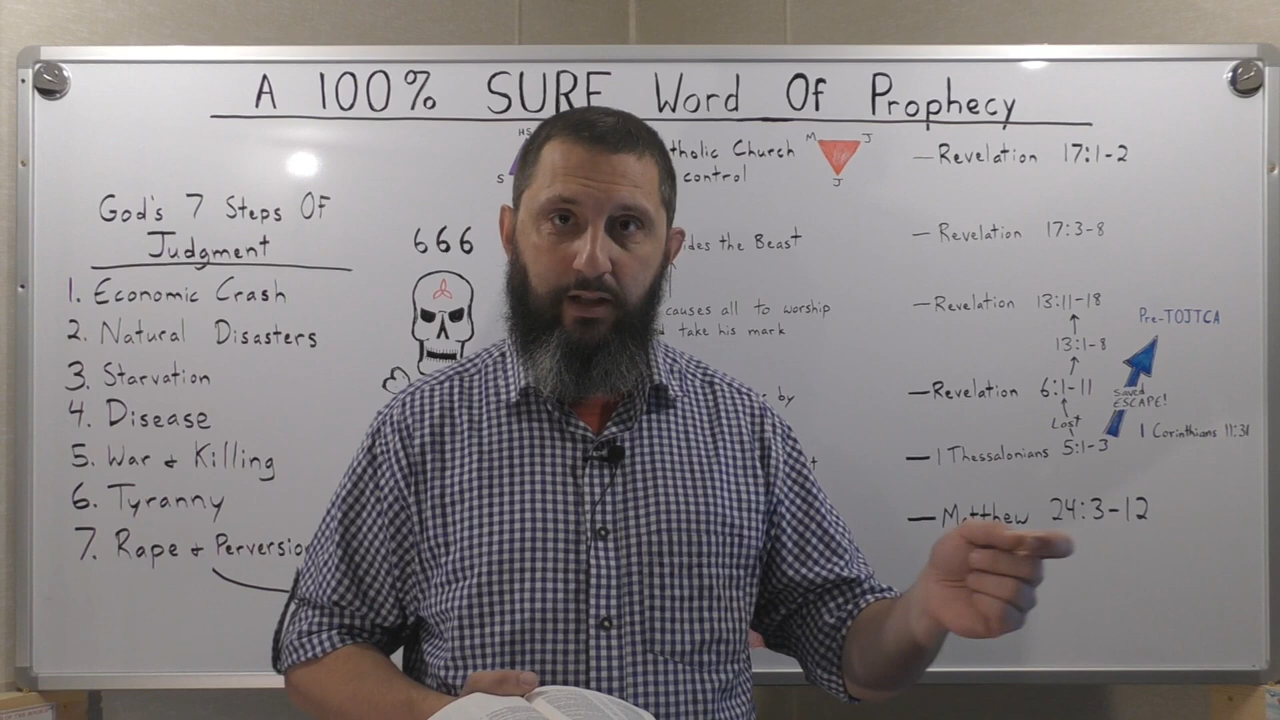 A 100% SURE Word Of Prophecy
God's 7 Steps Of
Judgment
1. Economic Crash
2. Natural Disasters
3. Starvation
4. Disease
5. War & Killing
6. Tyranny
7. Rape & Perversion
666
HS
S
Church
control
M J
J
the Beast
causes all to worship
take his mark
by
— Revelation 17:1-2
— Revelation 17:3-8
— Revelation 13:11-18
13:1-8
— Revelation 6:1-11
Lost
— 1 Thessalonians 5:1-3
— Matthew 24:3-12
Pre-TOJTCA
Saved
ESCAPE!
1 Corinthians 11:31